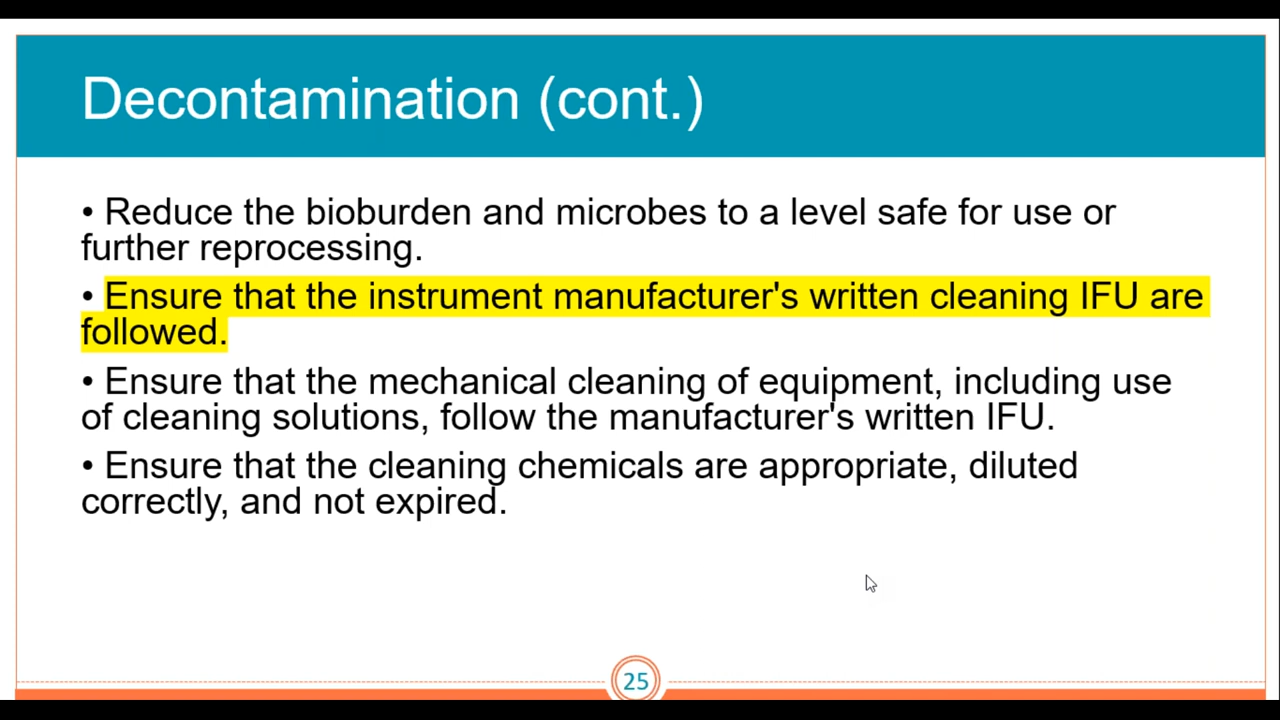 Decontamination (cont.)
• Reduce the bioburden and microbes to a level safe for use or
further reprocessing.
• Ensure that the instrument manufacturer's written cleaning IFU are
followed.
• Ensure that the mechanical cleaning of equipment, including use
of cleaning solutions, follow the manufacturer's written IFU.
• Ensure that the cleaning chemicals are appropriate, diluted
correctly, and not expired.
25